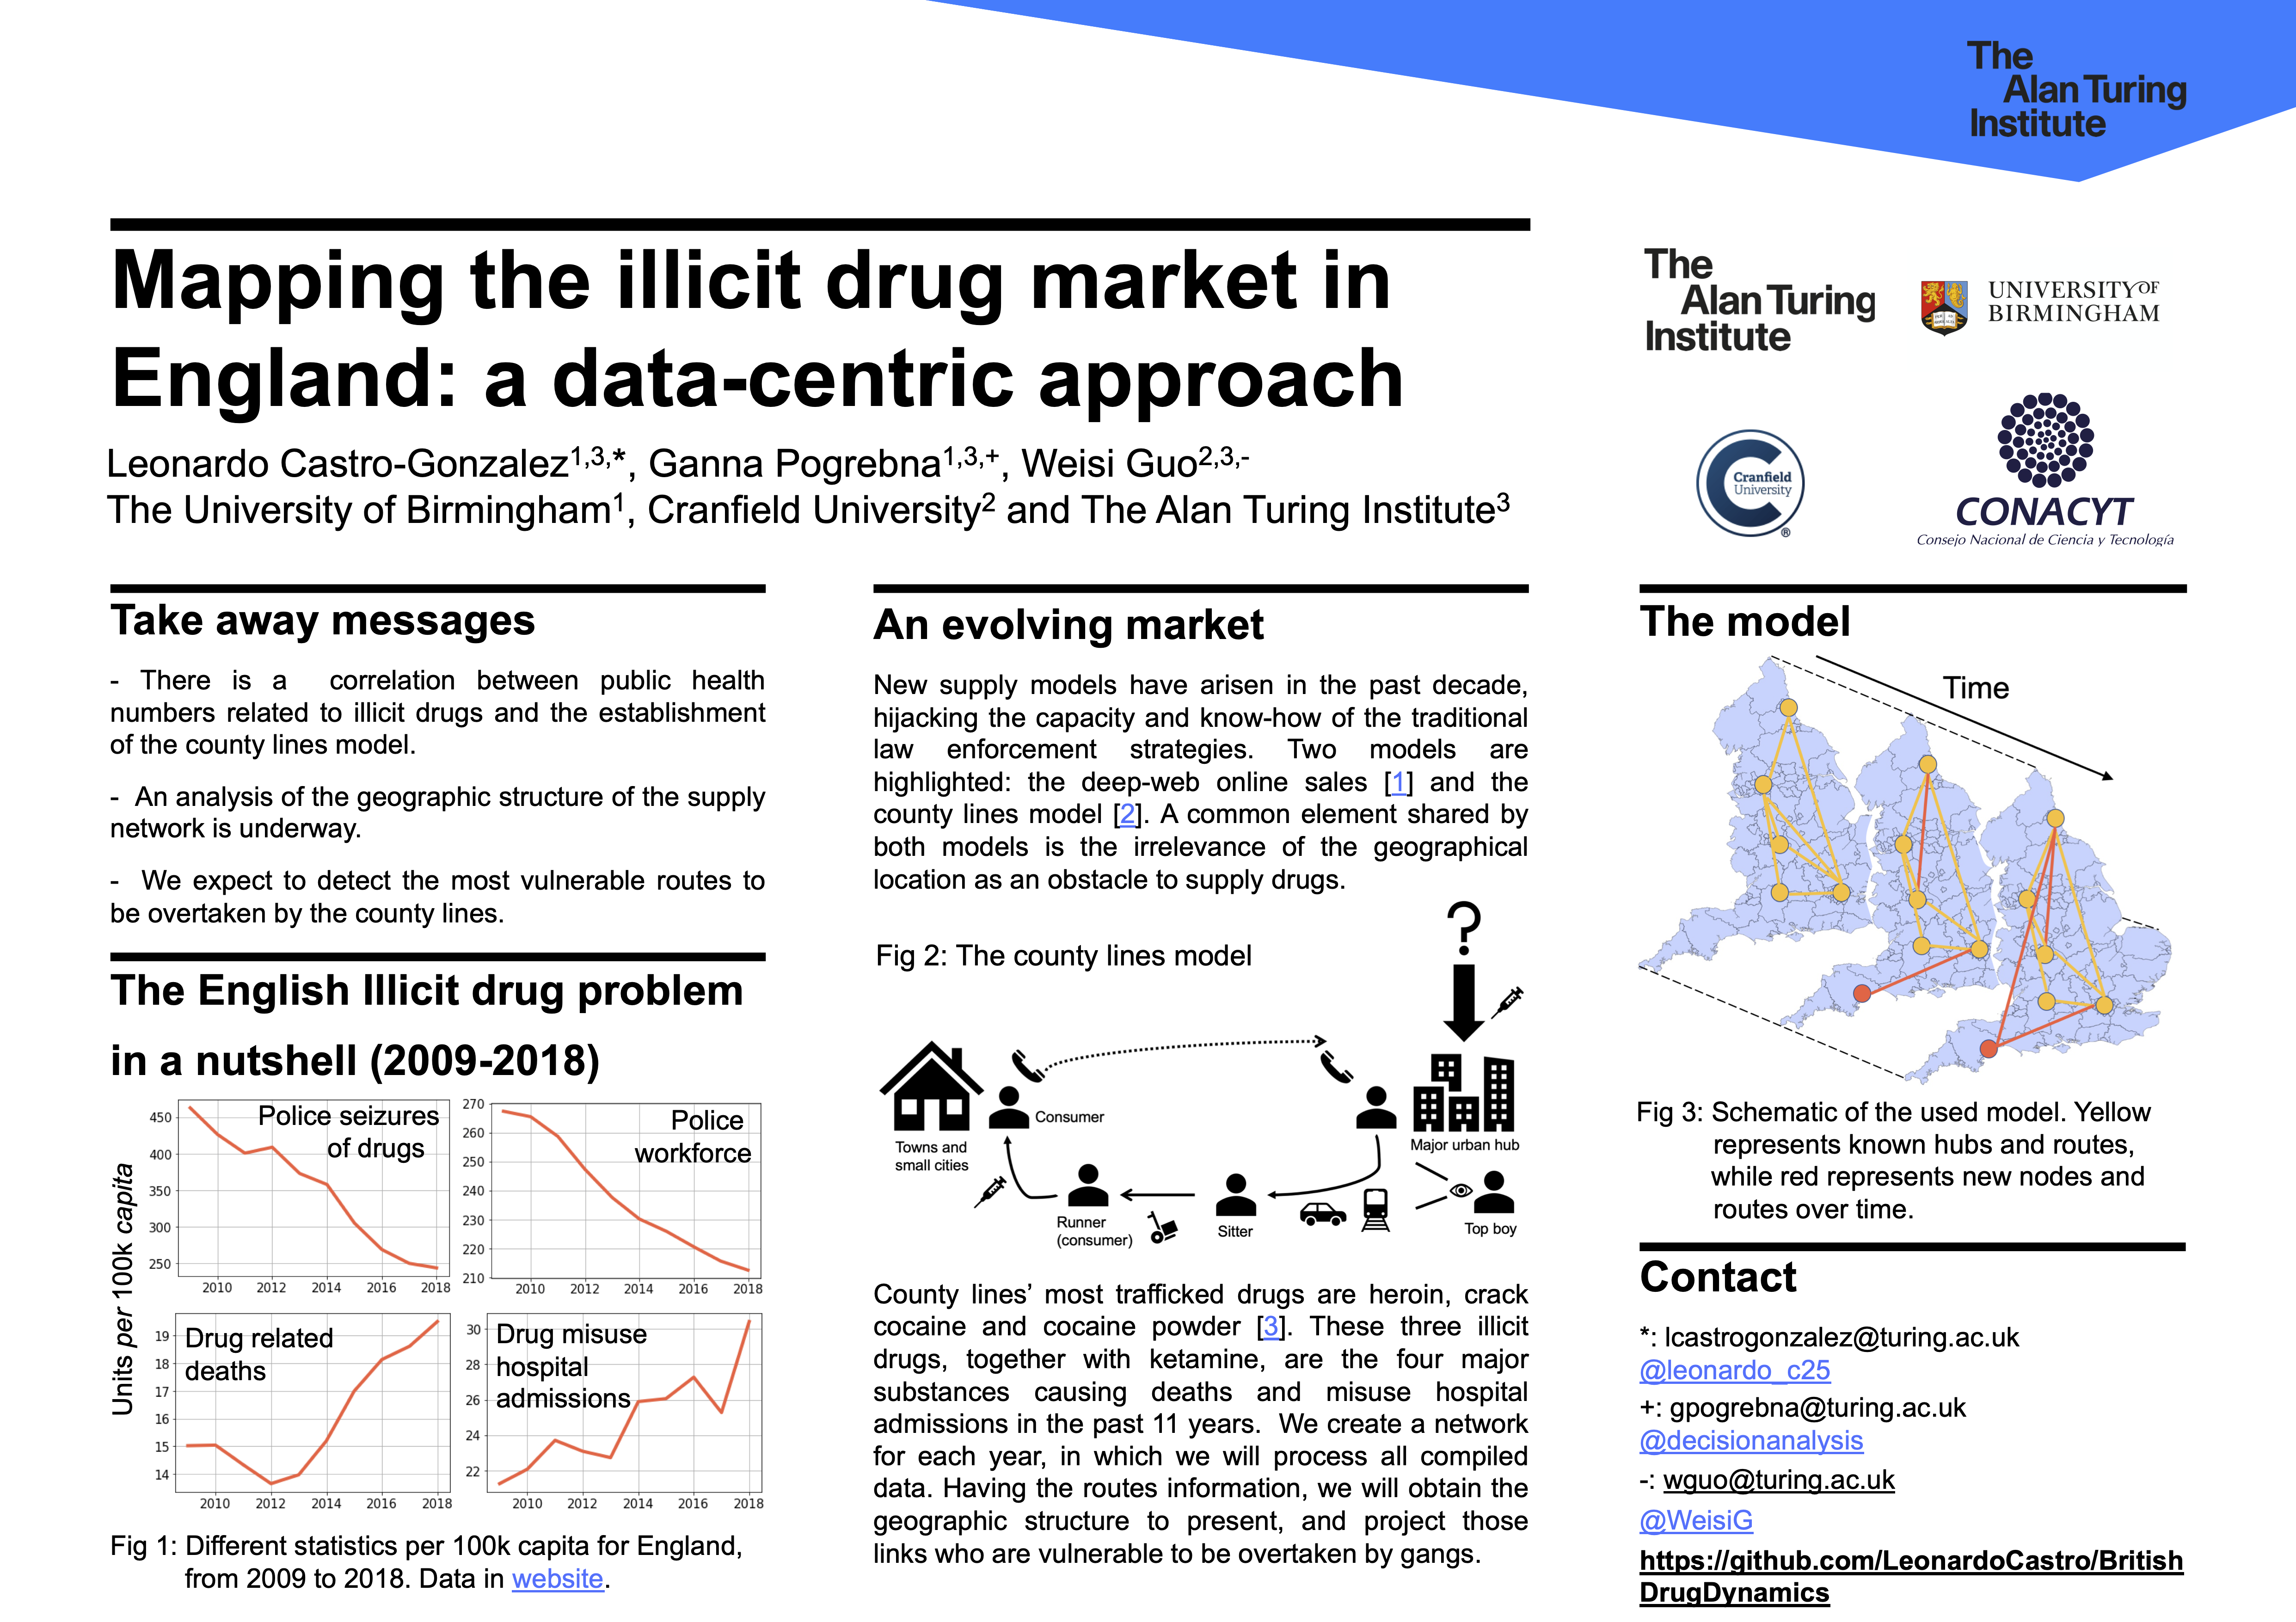 The
Alan Turing
Institute
Mapping the illicit drug market in
England: a data-centric approach
Leonardo Castro-Gonzalez1,3,*, Ganna Pogrebna1,3,+, Weisi Guo2,3,-
The University of Birmingham1, Cranfield University2 and The Alan Turing Institute3
The
Alan Turing
Institute
UNIVERSITY OF
BIRMINGHAM
Cranfield
University
®
CONACYT
Consejo Nacional de Ciencia y Tecnología
Take away messages
- There is a correlation between public health
numbers related to illicit drugs and the establishment
of the county lines model.
- An analysis of the geographic structure of the supply
network is underway.
- We expect to detect the most vulnerable routes to
be overtaken by the county lines.
The English Illicit drug problem
in a nutshell (2009-2018)
Units per 100k capita
Police seizures
of drugs
450
400
350
300
250
2010 2012 2014 2016 2018
Police
workforce
270
260
250
240
230
220
210
2010 2012 2014 2016 2018
Drug related
deaths
19
18
17
16
15
14
2010 2012 2014 2016 2018
Drug misuse
hospital
admissions
30
28
26
24
22
2010 2012 2014 2016 2018
Fig 1: Different statistics per 100k capita for England,
from 2009 to 2018. Data in website.
An evolving market
New supply models have arisen in the past decade,
hijacking the capacity and know-how of the traditional
law enforcement strategies. Two models are
highlighted: the deep-web online sales [1] and the
county lines model [2]. A common element shared by
both models is the irrelevance of the geographical
location as an obstacle to supply drugs.
Fig 2: The county lines model
?
Consumer
Towns and
small cities
Major urban hub
Runner
(consumer)
Sitter
Top boy
County lines' most trafficked drugs are heroin, crack
cocaine and cocaine powder [3]. These three illicit
drugs, together with ketamine, are the four major
substances causing deaths and misuse hospital
admissions in the past 11 years. We create a network
for each year, in which we will process all compiled
data. Having the routes information, we will obtain the
geographic structure to present, and project those
links who are vulnerable to be overtaken by gangs.
The model
Time
Fig 3: Schematic of the used model. Yellow
represents known hubs and routes,
while red represents new nodes and
routes over time.
Contact
*: lcastrogonzalez@turing.ac.uk
@leonardo_c25
+: gpogrebna@turing.ac.uk
@decisionanalysis
-: wguo@turing.ac.uk
@WeisiG
https://github.com/LeonardoCastro/British
DrugDynamics